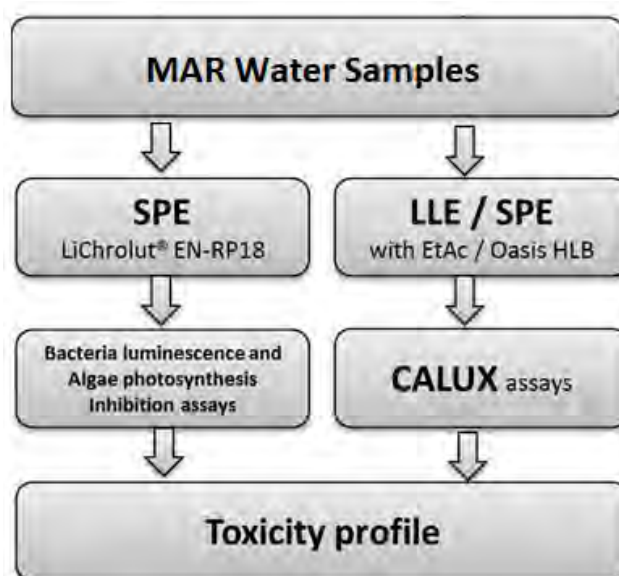 MAR Water Samples
SPE
LiChrolut® EN-RP18
LLE / SPE
with EtAc / Oasis HLB
Bacteria luminescence and
Algae photosynthesis
Inhibition assays
CALUX assays
Toxicity profile